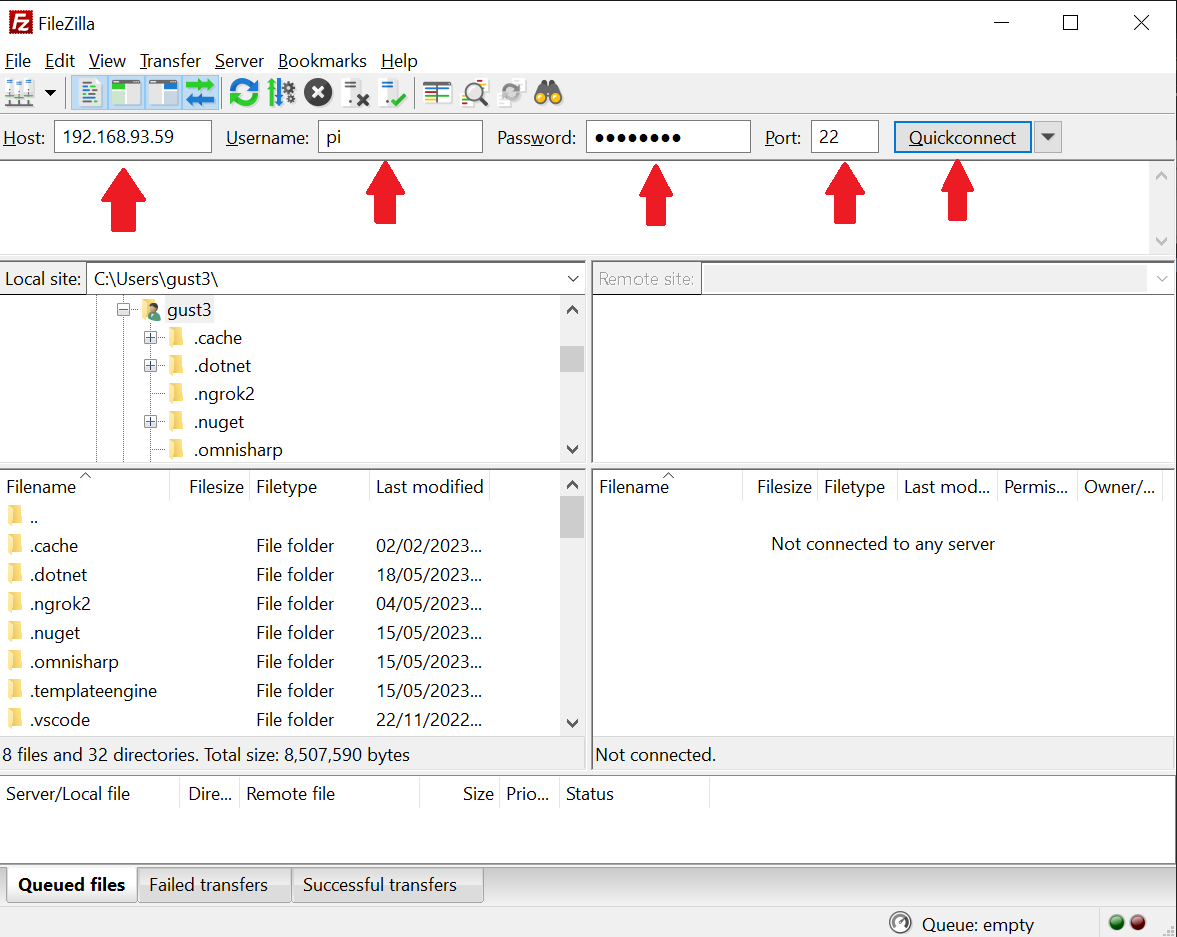 FileZilla
File Edit View Transfer Server Bookmarks Help
Host: 192.168.93.59 Username: pi Password: ●●●●●●●● Port: 22 Quickconnect
Local site: C:\Users\gust3\ Remote site:
gust3
.cache
.dotnet
.ngrok2
.nuget
.omnisharp
Filename Filesize Filetype Last modified
..
.cache File folder 02/02/2023...
.dotnet File folder 18/05/2023...
.ngrok2 File folder 04/05/2023...
.nuget File folder 15/05/2023...
.omnisharp File folder 15/05/2023...
.templateengine File folder 15/05/2023...
.vscode File folder 22/11/2022...
8 files and 32 directories. Total size: 8,507,590 bytes
Filename Filesize Filetype Last mod... Permis... Owner/...
Not connected to any server
Not connected.
Server/Local file Dire... Remote file Size Prio... Status
Queued files Failed transfers Successful transfers
Queue: empty